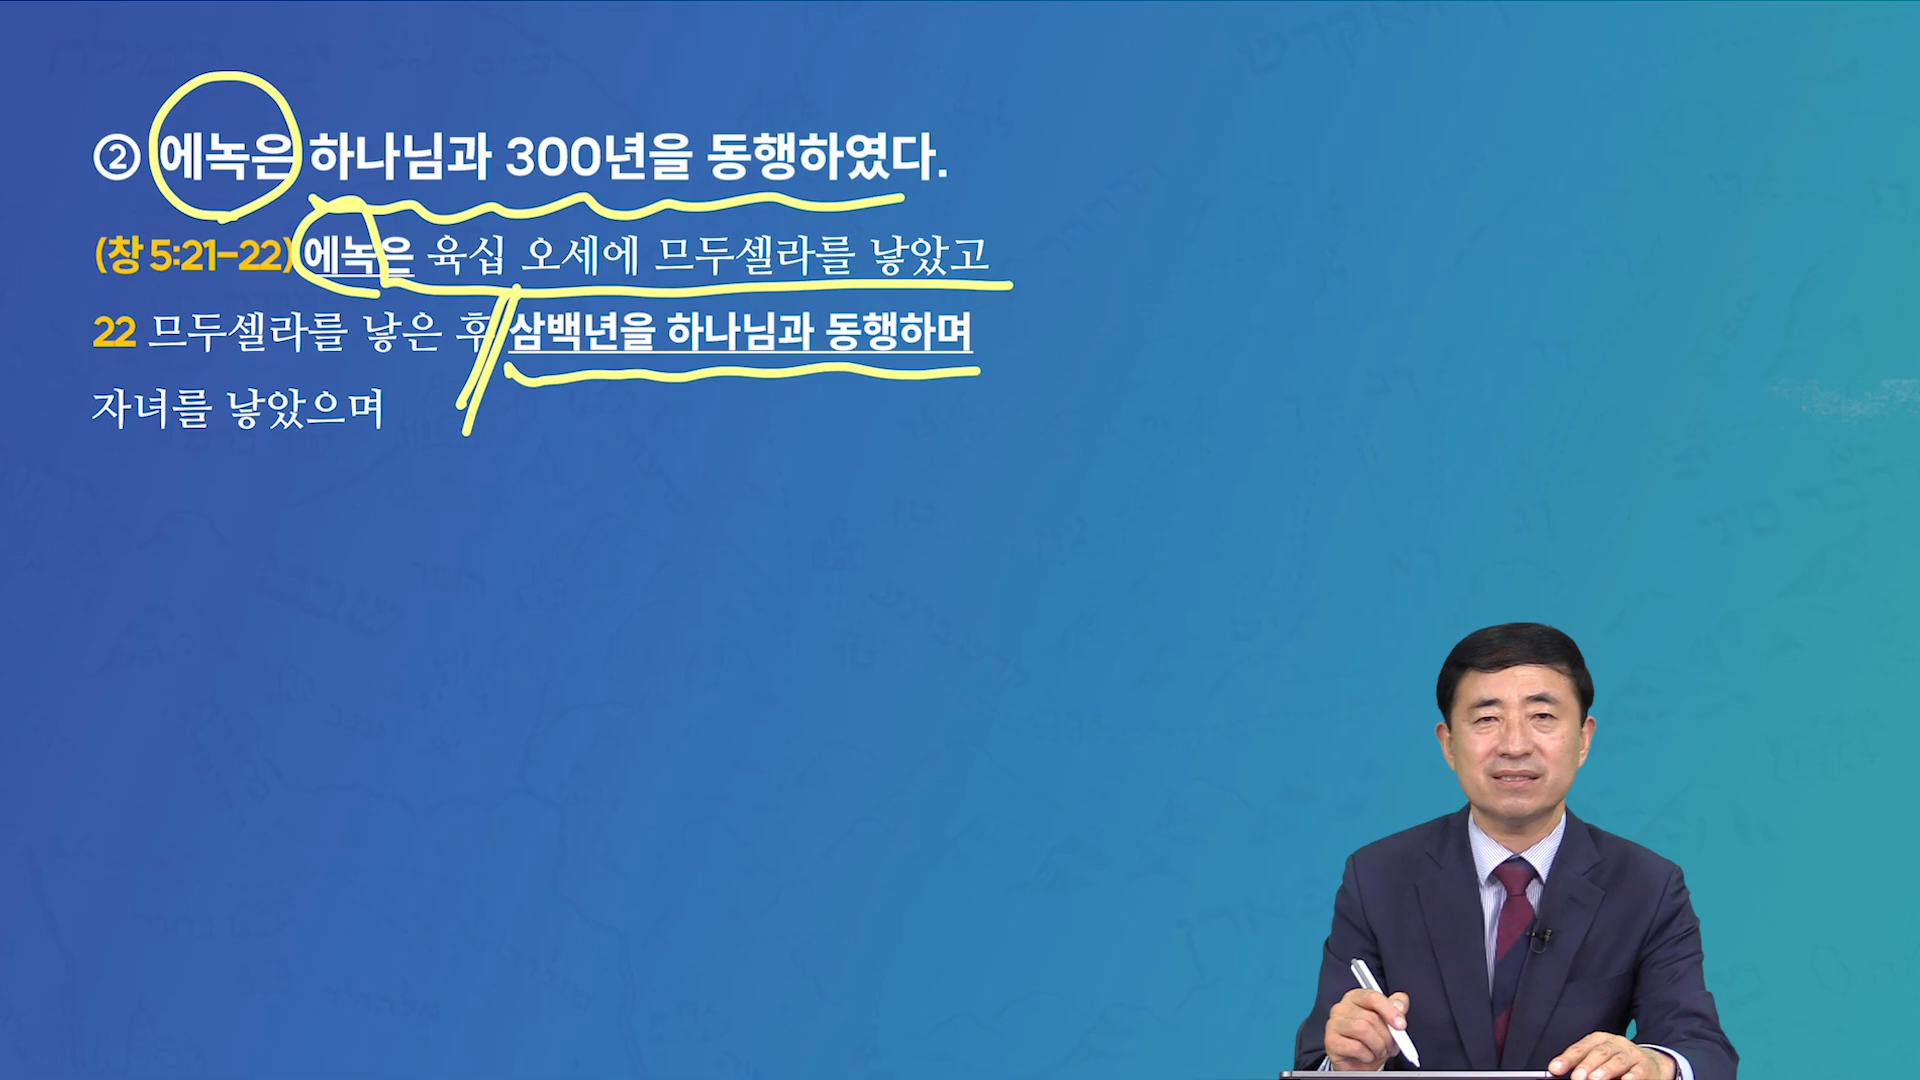 ② 에녹은 하나님과 300년을 동행하였다.
(창 5:21-22) 에녹은 육십 오세에 므두셀라를 낳았고
22 므두셀라를 낳은 후 삼백년을 하나님과 동행하며
자녀를 낳았으며